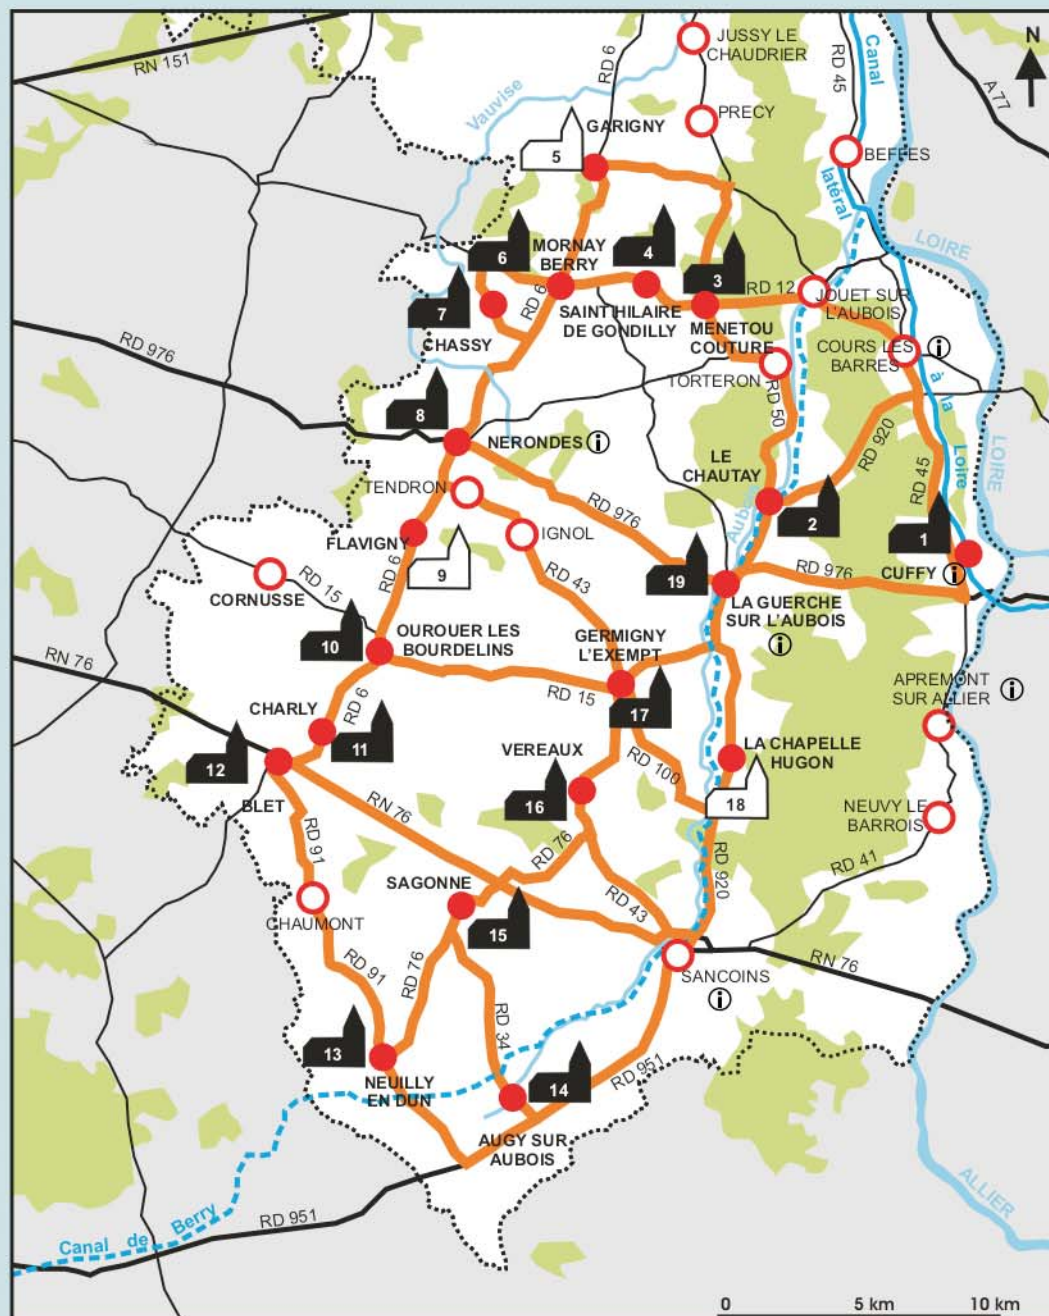 RN 151
RD 6
JUSSY LE
CHAUDRIER
RD 45
Canal
A 77
N
Vauvise
PRECY
GARIGNY
5
BEFFES
latéral
6
MORNAY
BERRY
4
3
LOIRE
RD 12
JOUET SUR
L'AUBOIS
7
RD 6
SAINT HILAIRE
DE GONDILLY
MENETOU
COUTURE
CHASSY
COURS LES
BARRES
i
à la
RD 976
TORTERON
RD 50
8
RD 920
NERONDES
i
LE
CHAUTAY
RD 45
Loire
LOIRE
TENDRON
RD 976
Aubois
2
1
FLAVIGNY
IGNOL
9
RD 6
RD 43
19
RD 976
CUFFY
i
CORNUSSE
RD 15
LA GUERCHE
SUR L'AUBOIS
i
10
OUROUER LES
BOURDELINS
GERMIGNY
L'EXEMPT
RN 76
RD 15
APREMONT
SUR ALLIER
i
CHARLY
RD 6
17
11
12
VEREAUX
RD 100
LA CHAPELLE
HUGON
16
18
BLET
RN 76
NEUVY LE
BARROIS
RD 91
RD 76
RD 920
RD 41
SAGONNE
RD 43
CHAUMONT
15
RD 91
RD 76
RN 76
SANCOINS
i
RD 34
13
NEUILLY
EN DUN
14
RD 951
AUGY SUR
AUBOIS
ALLIER
RD 951
Canal de Berry
0 5 km 10 km